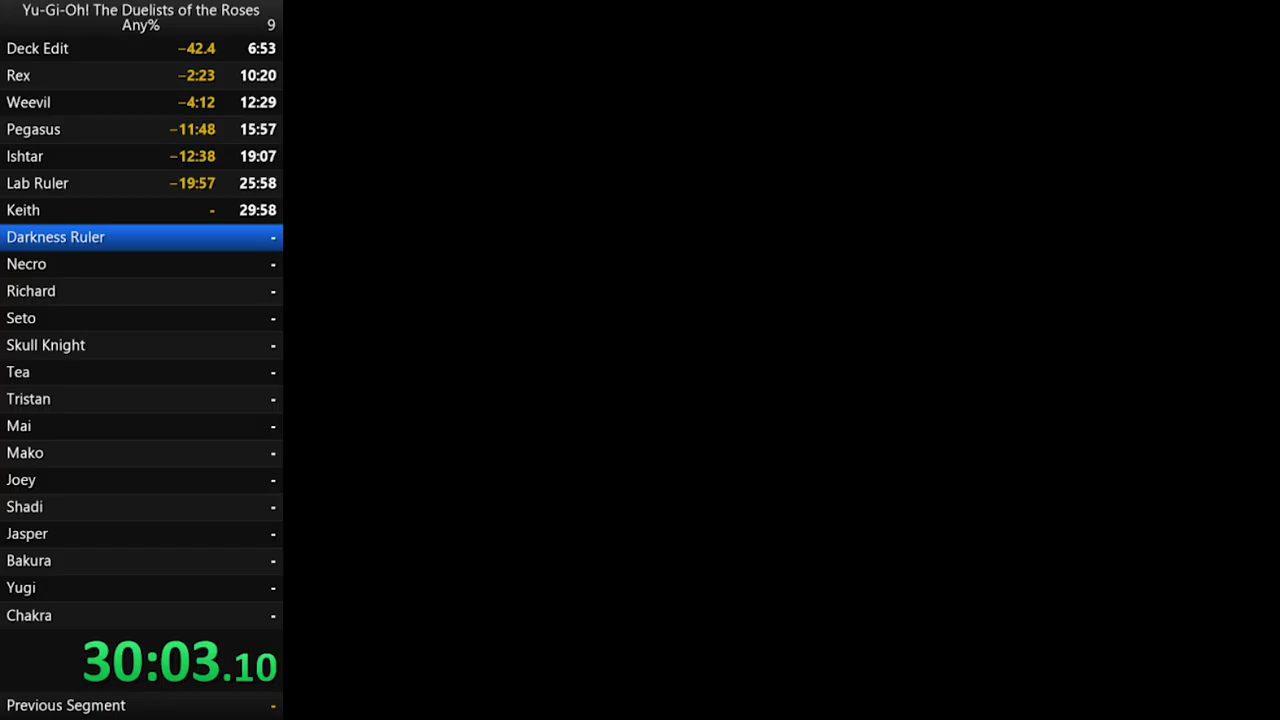 Yu-Gi-Oh! The Duelists of the Roses
Any% 9
Deck Edit −42.4 6:53
Rex −2:23 10:20
Weevil −4:12 12:29
Pegasus −11:48 15:57
Ishtar −12:38 19:07
Lab Ruler −19:57 25:58
Keith - 29:58
Darkness Ruler -
Necro -
Richard -
Seto -
Skull Knight -
Tea -
Tristan -
Mai -
Mako -
Joey -
Shadi -
Jasper -
Bakura -
Yugi -
Chakra -
30:03.10
Previous Segment -